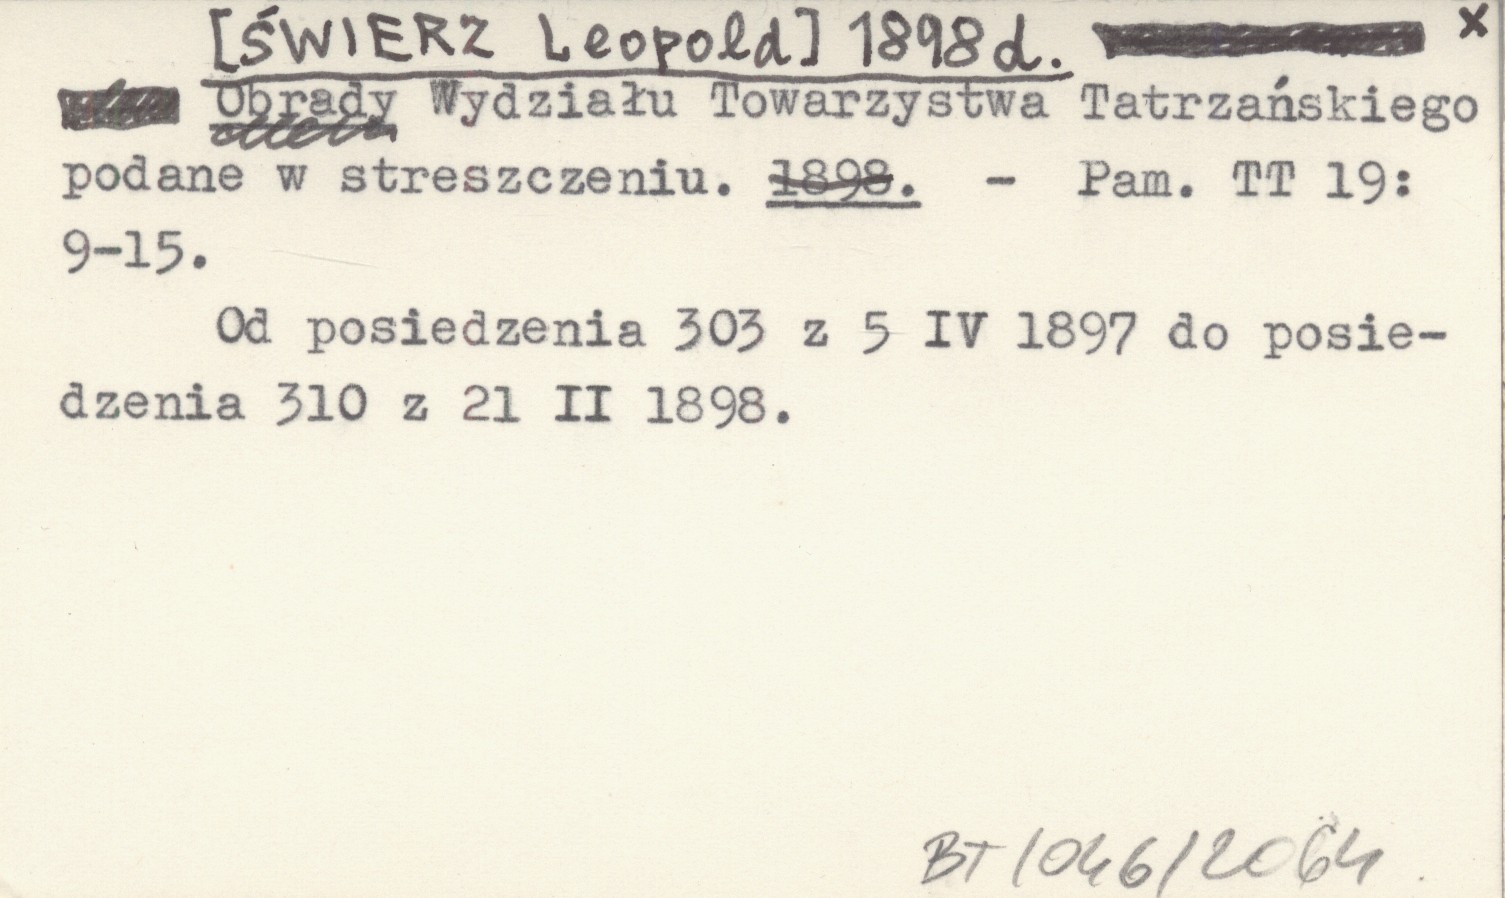 [ŚWIERZ Leopold] 1898d. x
Obrady Wydziału Towarzystwa Tatrzańskiego
podane w streszczeniu. 1898. - Pam. TT 19:
9-15.
Od posiedzenia 303 z 5 IV 1897 do posie-
dzenia 310 z 21 II 1898.
BT/046/2064